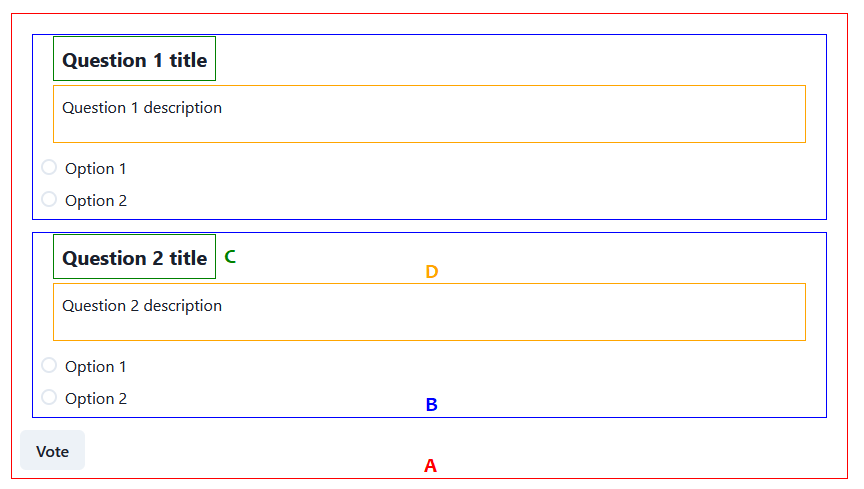 Question 1 title
Question 1 description
Option 1
Option 2
Question 2 title C
D
Question 2 description
Option 1
Option 2
B
Vote
A